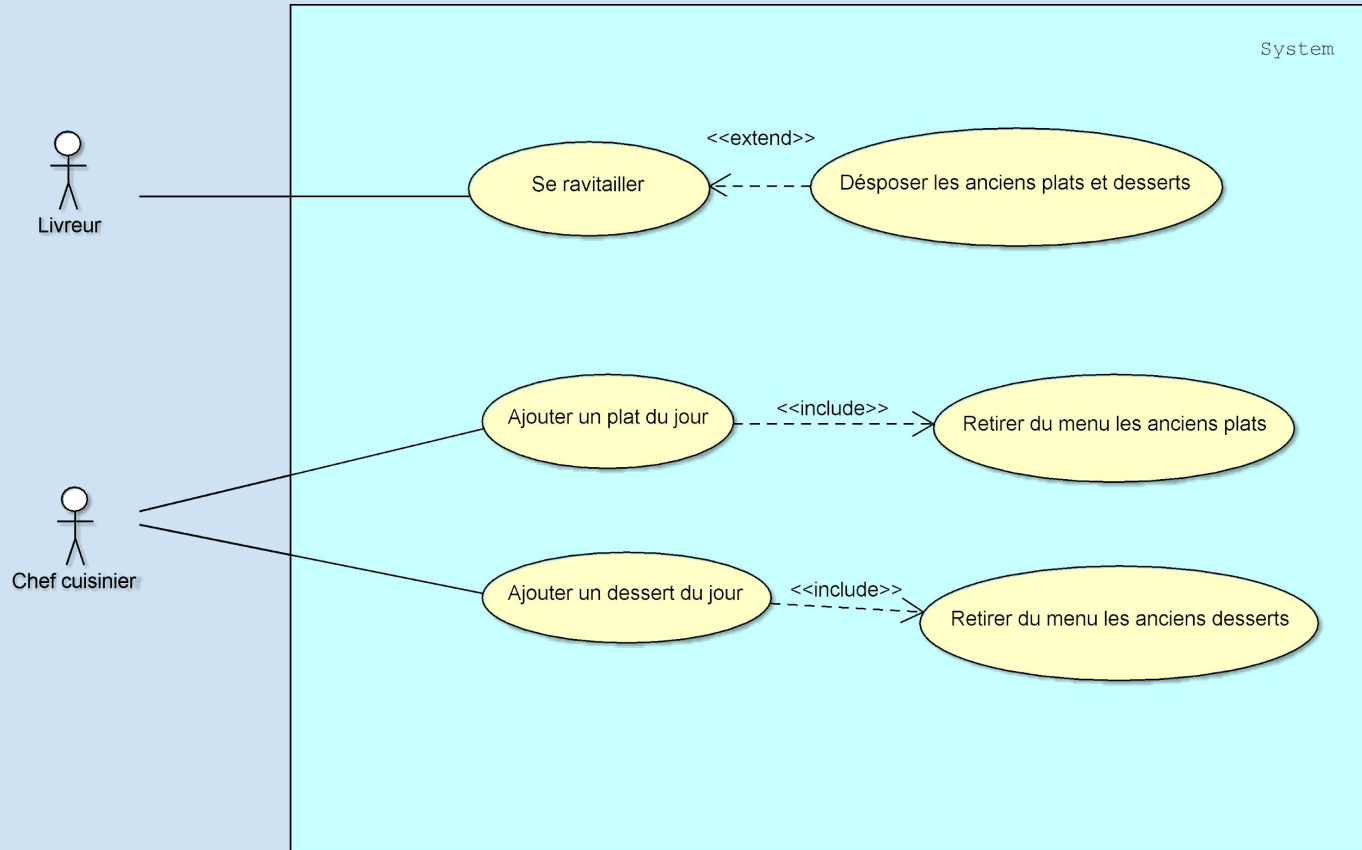 System
<<extend>>
Se ravitailler
Désposer les anciens plats et desserts
Livreur
Ajouter un plat du jour
<<include>>
Retirer du menu les anciens plats
Chef cuisinier
Ajouter un dessert du jour
<<include>>
Retirer du menu les anciens desserts